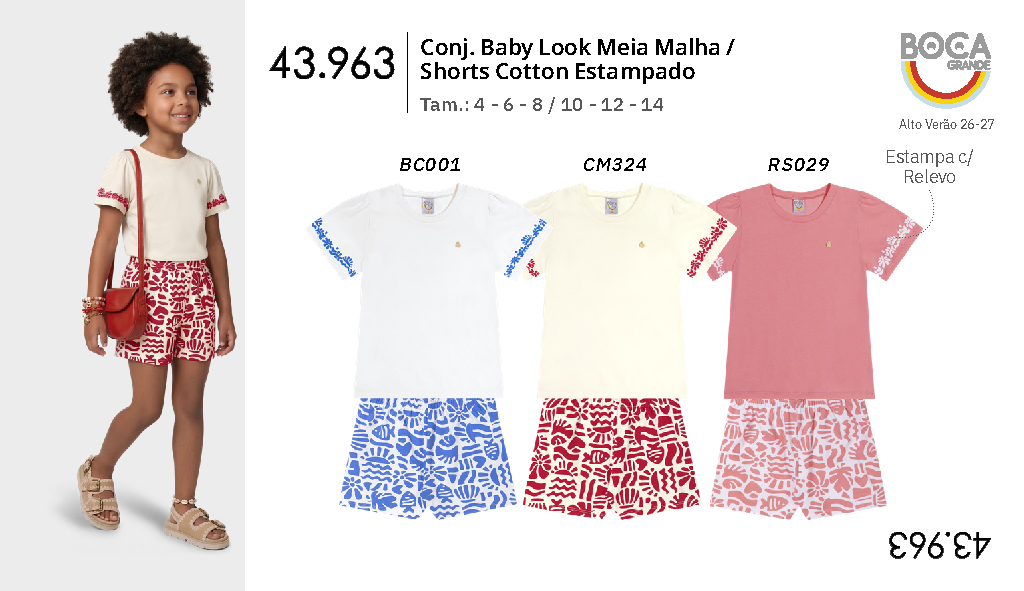 43.963
Conj. Baby Look Meia Malha /
Shorts Cotton Estampado
Tam.: 4 - 6 - 8 / 10 - 12 - 14
BOCA
GRANDE
Alto Verão 26-27
BC001
CM324
RS029
Estampa c/
Relevo
43.963